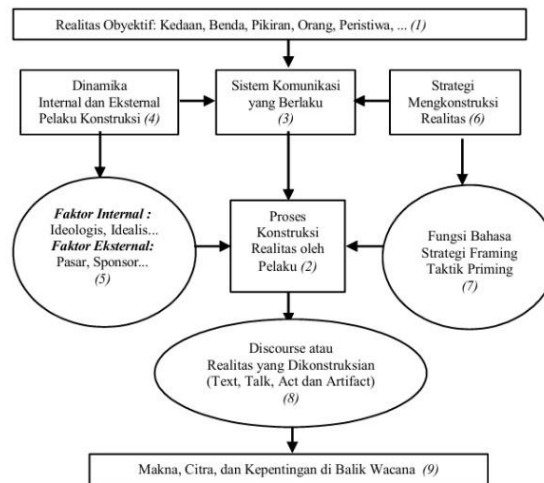 Realitas Obyektif: Kedaan, Benda, Pikiran, Orang, Peristiwa, ... (1)
Dinamika
Internal dan Eksternal
Pelaku Konstruksi (4)
Sistem Komunikasi
yang Berlaku
(3)
Strategi
Mengkonstruksi
Realitas (6)
Faktor Internal :
Ideologis, Idealis...
Faktor Eksternal:
Pasar, Sponsor...
(5)
Proses
Konstruksi
Realitas oleh
Pelaku (2)
Fungsi Bahasa
Strategi Framing
Taktik Priming
(7)
Discourse atau
Realitas yang Dikonstruksian
(Text, Talk, Act dan Artifact)
(8)
Makna, Citra, dan Kepentingan di Balik Wacana (9)